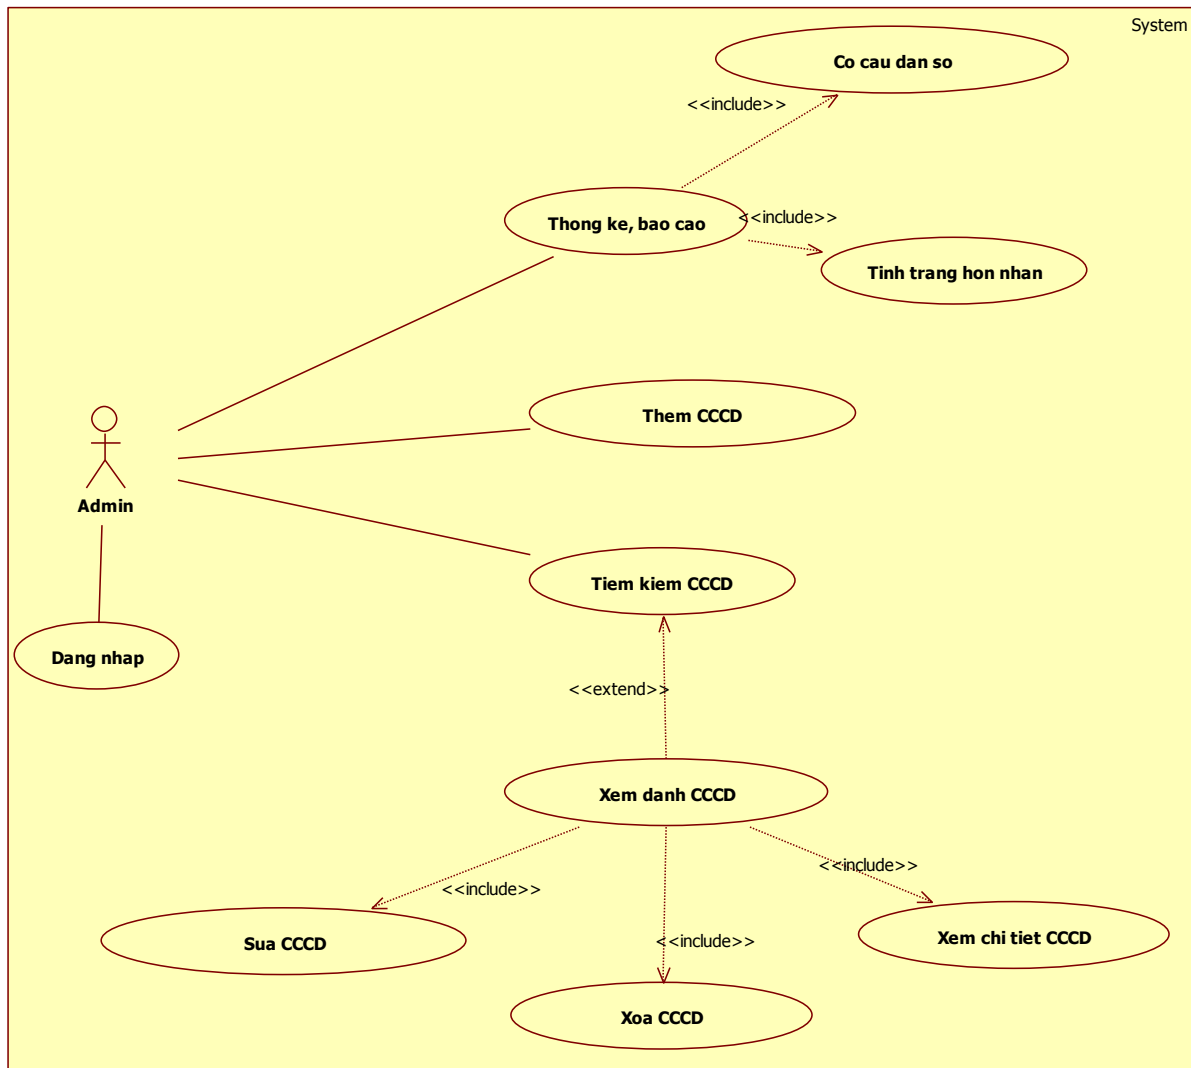 System
Co cau dan so
<<include>>
Thong ke, bao cao
<<include>>
Tinh trang hon nhan
Them CCCD
Admin
Tiem kiem CCCD
Dang nhap
<<extend>>
Xem danh CCCD
<<include>>
<<include>>
Sua CCCD
Xem chi tiet CCCD
<<include>>
Xoa CCCD